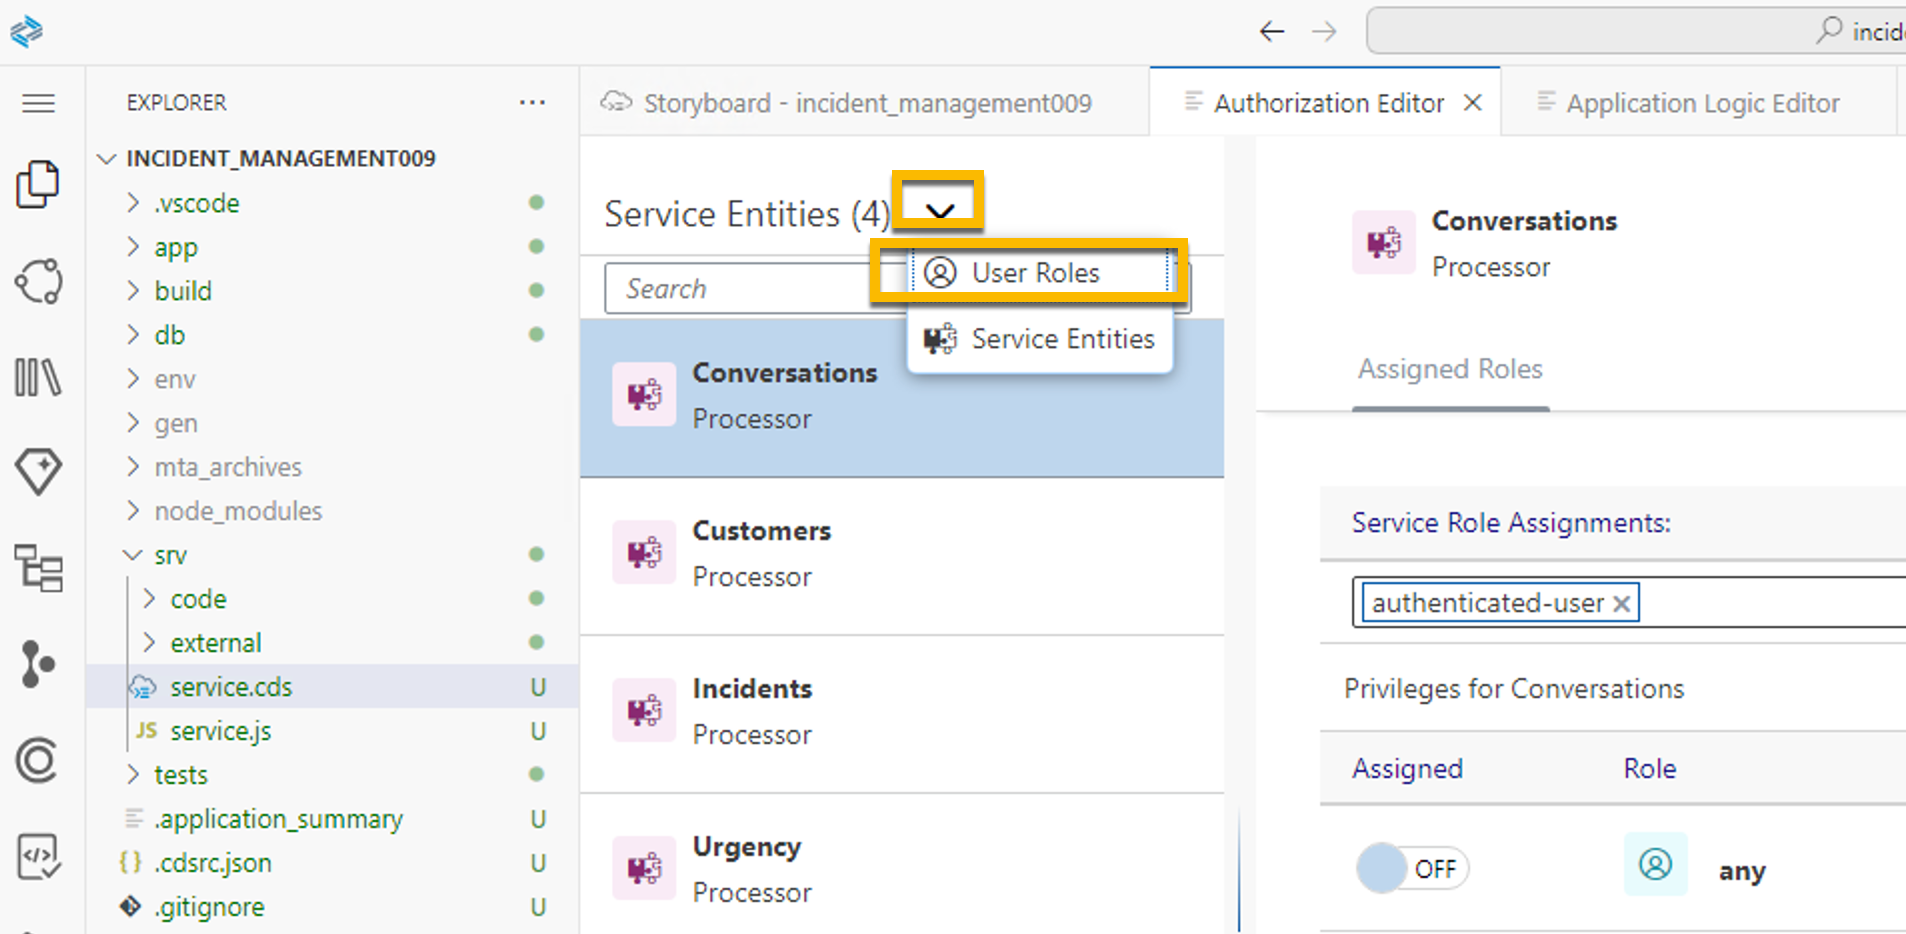 incid
EXPLORER
...
Storyboard - incident_management009
Authorization Editor
Application Logic Editor
INCIDENT_MANAGEMENT009
.vscode
app
build
db
env
gen
mta_archives
node_modules
srv
code
external
service.cds U
JS service.js U
tests
.application_summary U
{} .cdsrc.json U
.gitignore U
Service Entities (4)
User Roles
Search
Service Entities
Conversations
Processor
Customers
Processor
Incidents
Processor
Urgency
Processor
Conversations
Processor
Assigned Roles
Service Role Assignments:
authenticated-user
Privileges for Conversations
Assigned Role
OFF any